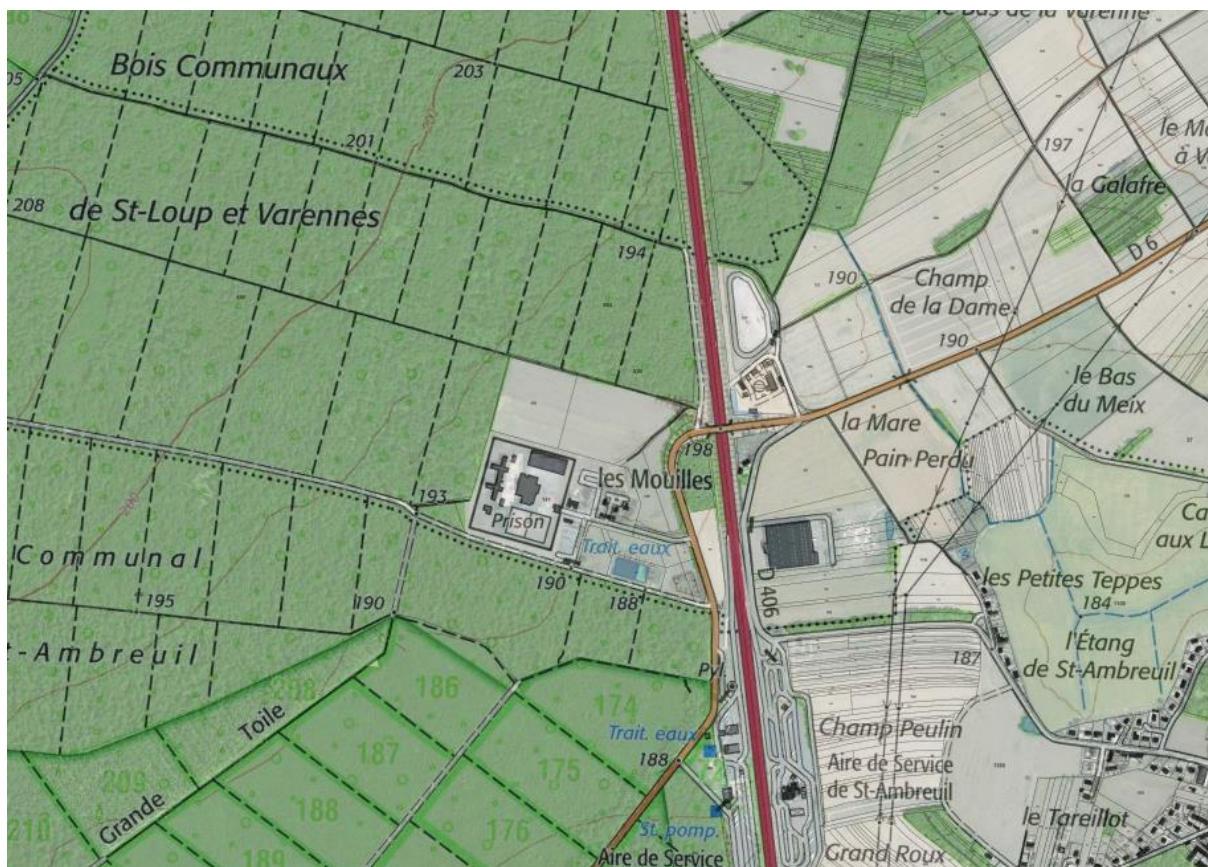 le Bas de la Varenne
Bois Communaux
203
202
201
197
de St-Loup et Varennes
208
la Galafre
194
D 6
190
Champ
de la Dame
190
le Bas
du Meix
198
la Mare
Pain Perdu
les Mouilles
193
Prison
Trait. eaux
D 406
Communal
195
190
190
188
les Petites Teppes
184
t-Ambreuil
l'Étang
de St-Ambreuil
187
208
186
174
Pyl.
Toile
Trait. eaux
Champ Peulin
187
175
188
Aire de Service
de St-Ambreuil
209
188
176
Grande
St. pomp.
le Tareillot
210
189
Aire de Service
Grand Roux